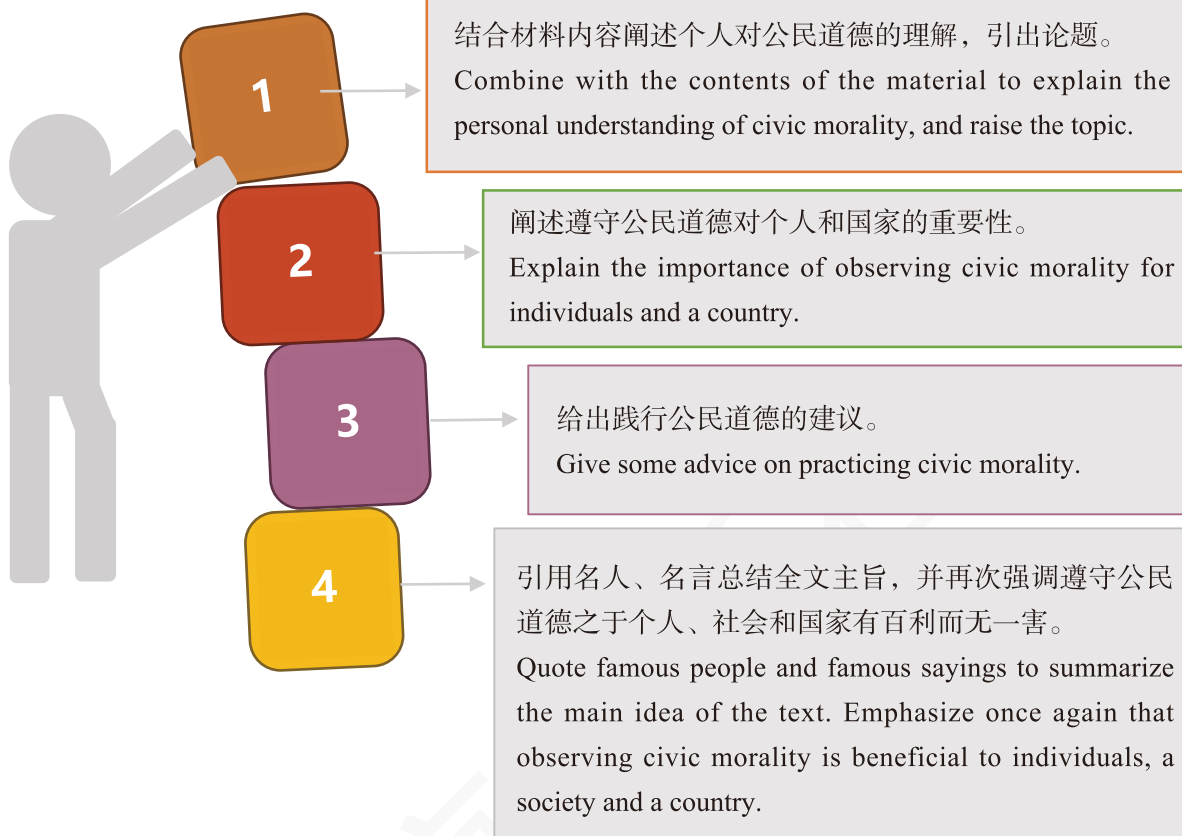 1
结合材料内容阐述个人对公民道德的理解，引出论题。
Combine with the contents of the material to explain the
personal understanding of civic morality, and raise the topic.
2
阐述遵守公民道德对个人和国家的重要性。
Explain the importance of observing civic morality for
individuals and a country.
3
给出践行公民道德的建议。
Give some advice on practicing civic morality.
4
引用名人、名言总结全文主旨，并再次强调遵守公民
道德之于个人、社会和国家有百利而无一害。
Quote famous people and famous sayings to summarize
the main idea of the text. Emphasize once again that
observing civic morality is beneficial to individuals, a
society and a country.